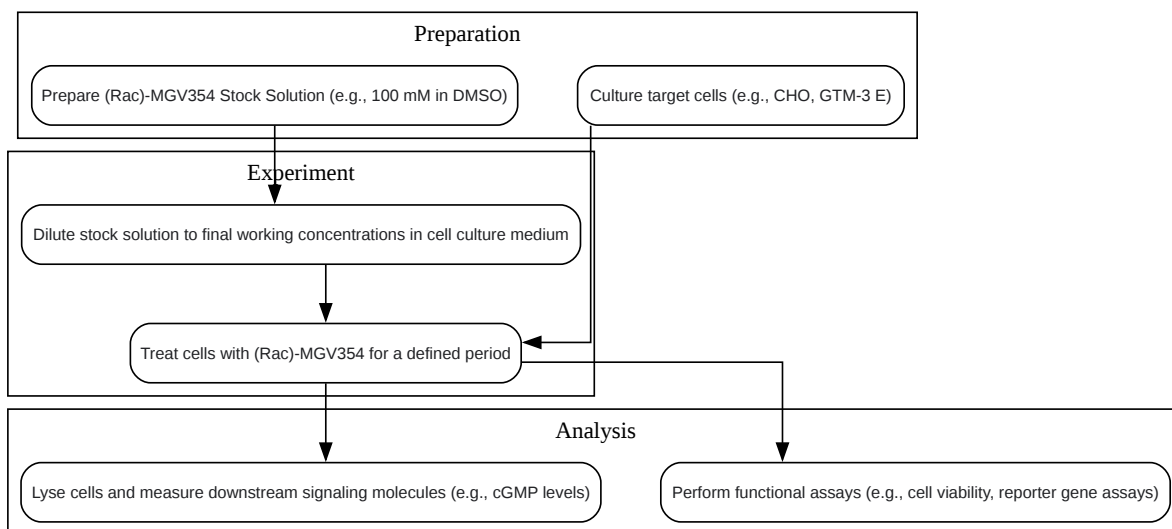 Preparation
Prepare (Rac)-MGV354 Stock Solution (e.g., 100 mM in DMSO)
Culture target cells (e.g., CHO, GTM-3 E)
Experiment
Dilute stock solution to final working concentrations in cell culture medium
Treat cells with (Rac)-MGV354 for a defined period
Analysis
Lyse cells and measure downstream signaling molecules (e.g., cGMP levels)
Perform functional assays (e.g., cell viability, reporter gene assays)